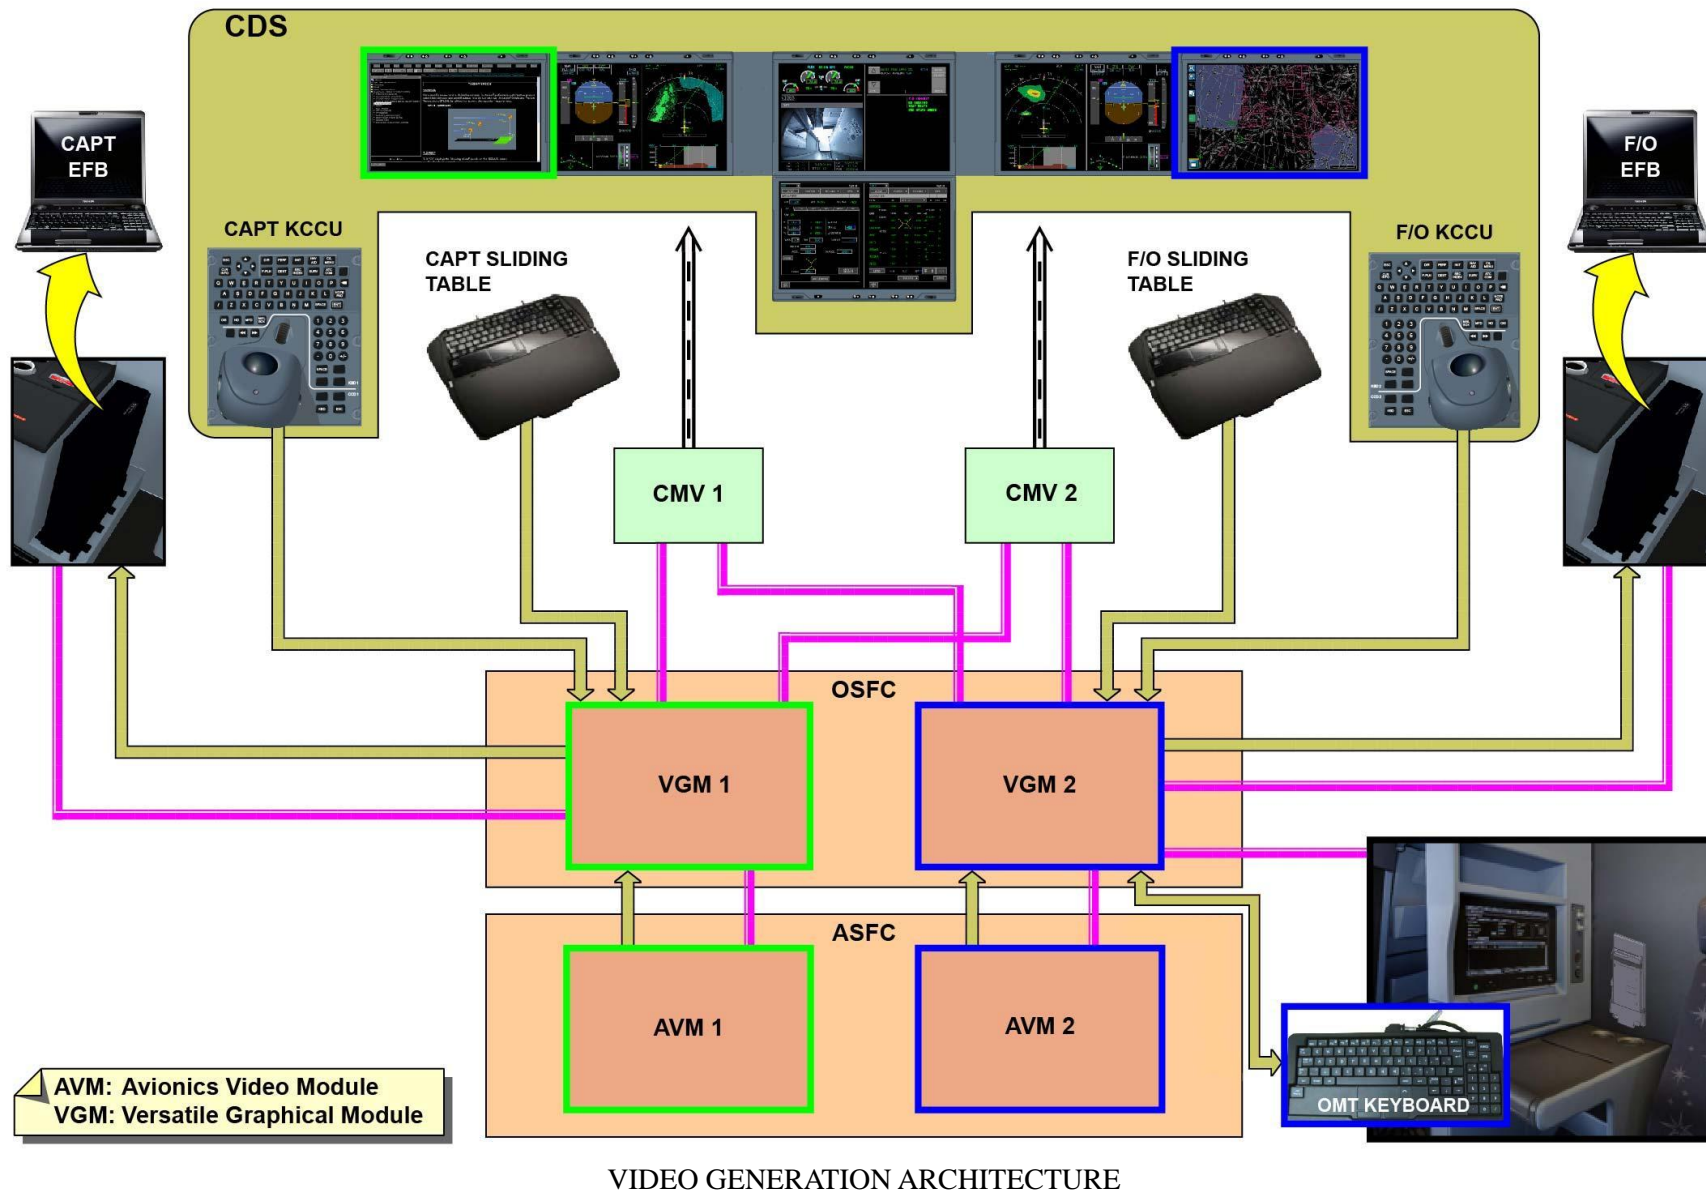 CDS
CAPT
EFB
F/O
EFB
CAPT KCCU
CAPT SLIDING
TABLE
F/O SLIDING
TABLE
F/O KCCU
CMV 1
CMV 2
OSFC
VGM 1
VGM 2
ASFC
AVM 1
AVM 2
OMT KEYBOARD
AVM: Avionics Video Module
VGM: Versatile Graphical Module
VIDEO GENERATION ARCHITECTURE